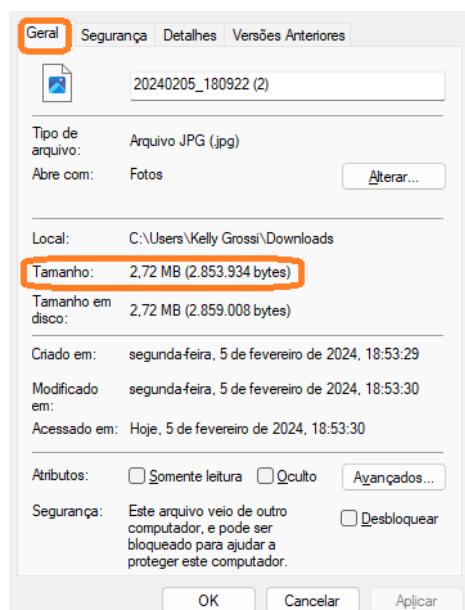 Geral Segurança Detalhes Versões Anteriores
20240205_180922 (2)
Tipo de
arquivo:
Arquivo JPG (.jpg)
Abre com: Fotos Alterar...
Local: C:\Users\Kelly Grossi\Downloads
Tamanho: 2,72 MB (2.853.934 bytes)
Tamanho em
disco:
2,72 MB (2.859.008 bytes)
Criado em: segunda-feira, 5 de fevereiro de 2024, 18:53:29
Modificado
em:
segunda-feira, 5 de fevereiro de 2024, 18:53:30
Acessado em: Hoje, 5 de fevereiro de 2024, 18:53:30
Atributos: Somente leitura Oculto Avançados...
Segurança: Este arquivo veio de outro
computador, e pode ser
bloqueado para ajudar a
proteger este computador.
Desbloquear
OK Cancelar Aplicar